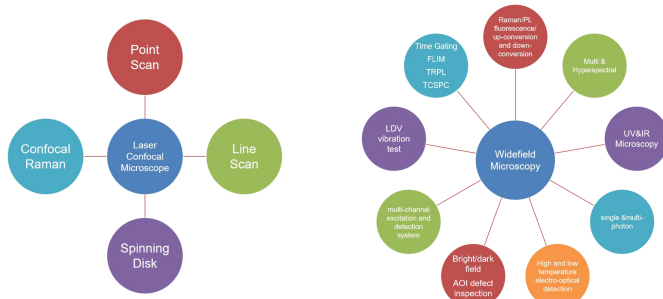 Point
Scan
Confocal
Raman
Laser
Confocal
Microscope
Line
Scan
Spinning
Disk
Raman/PL
fluorescence/
up-conversion
and down-
conversion
Time Gating
FLIM
TRPL
TCSPC
Multi &
Hyperspectral
LDV
vibration
test
Widefield
Microscopy
UV&IR
Microscopy
multi-channel
excitation and
detection
system
single &multi-
photon
Bright/dark
field
AOI defect
inspection
High and low
temperature
electro-optical
detection